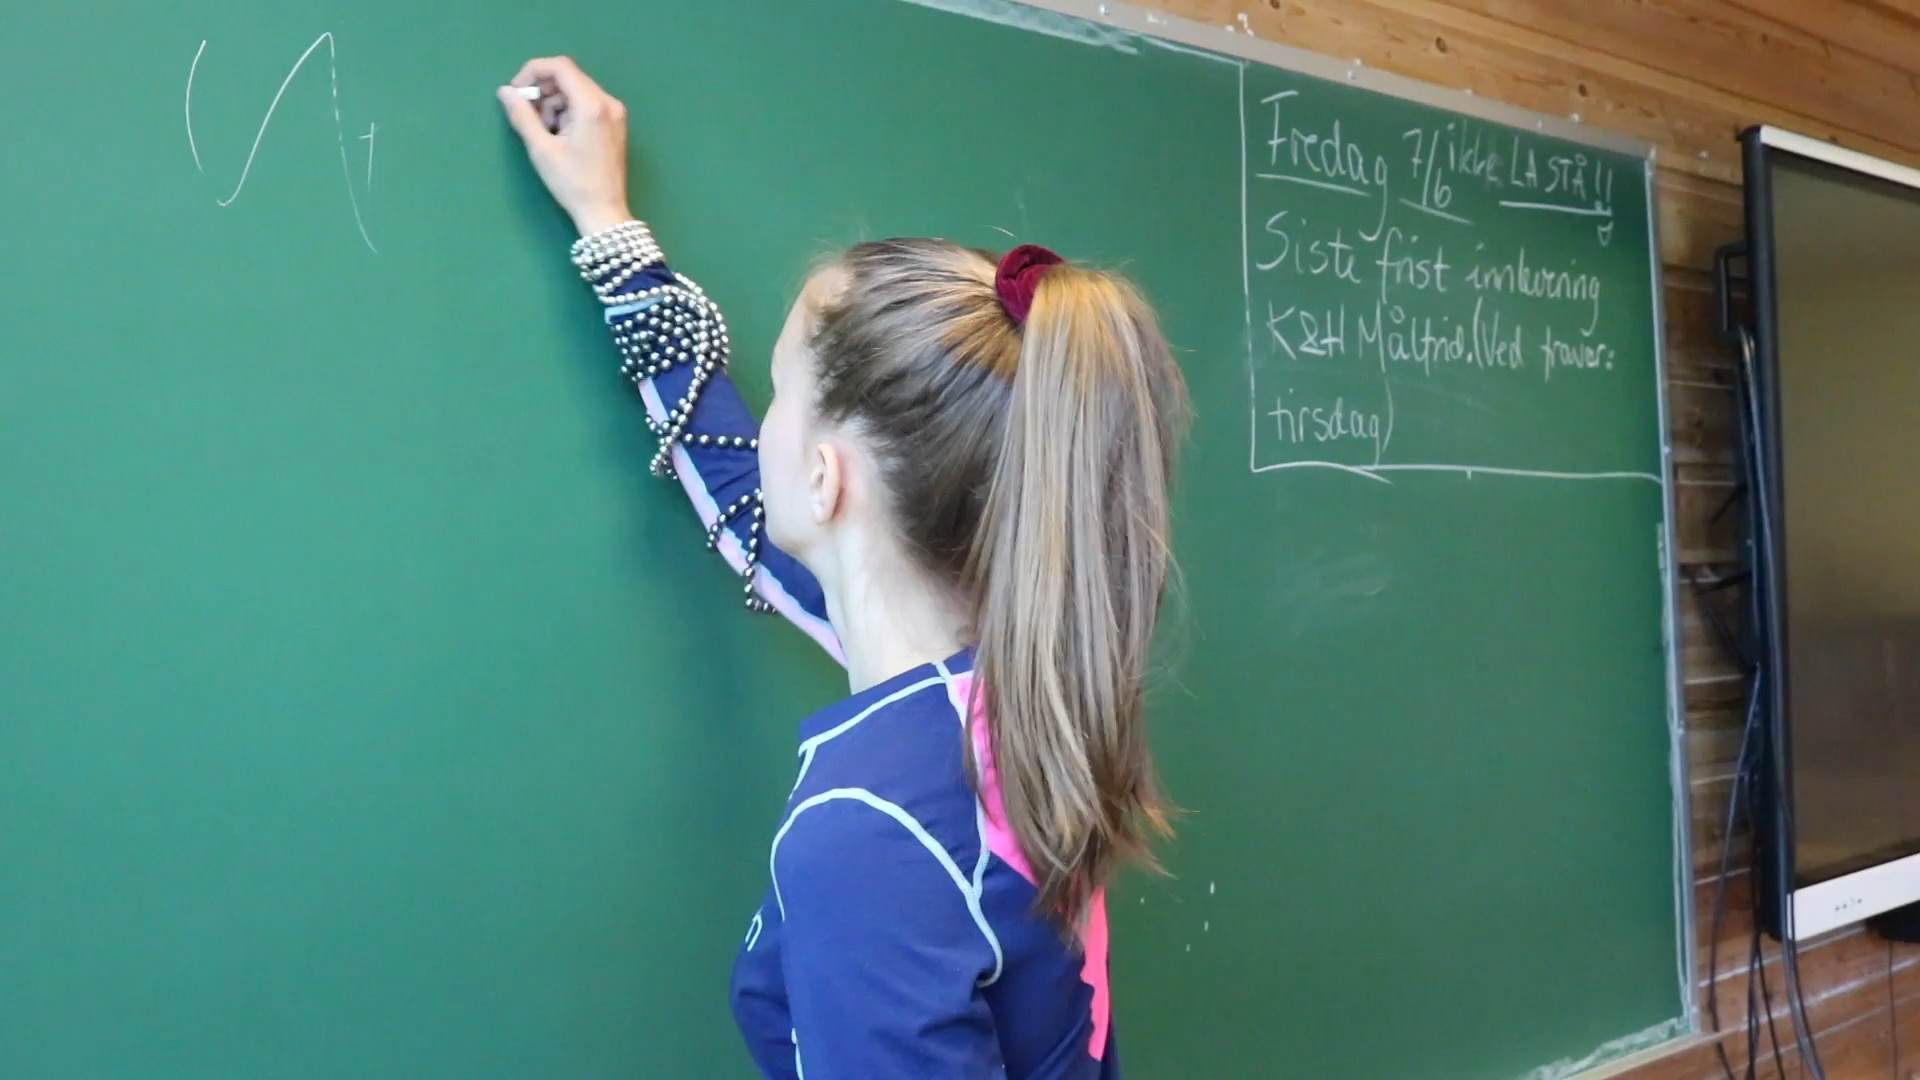 Fredag 7/6 ikke LA STÅ!!
Siste frist innlevering
K&H Måltid. (Ved fravær:
tirsdag)